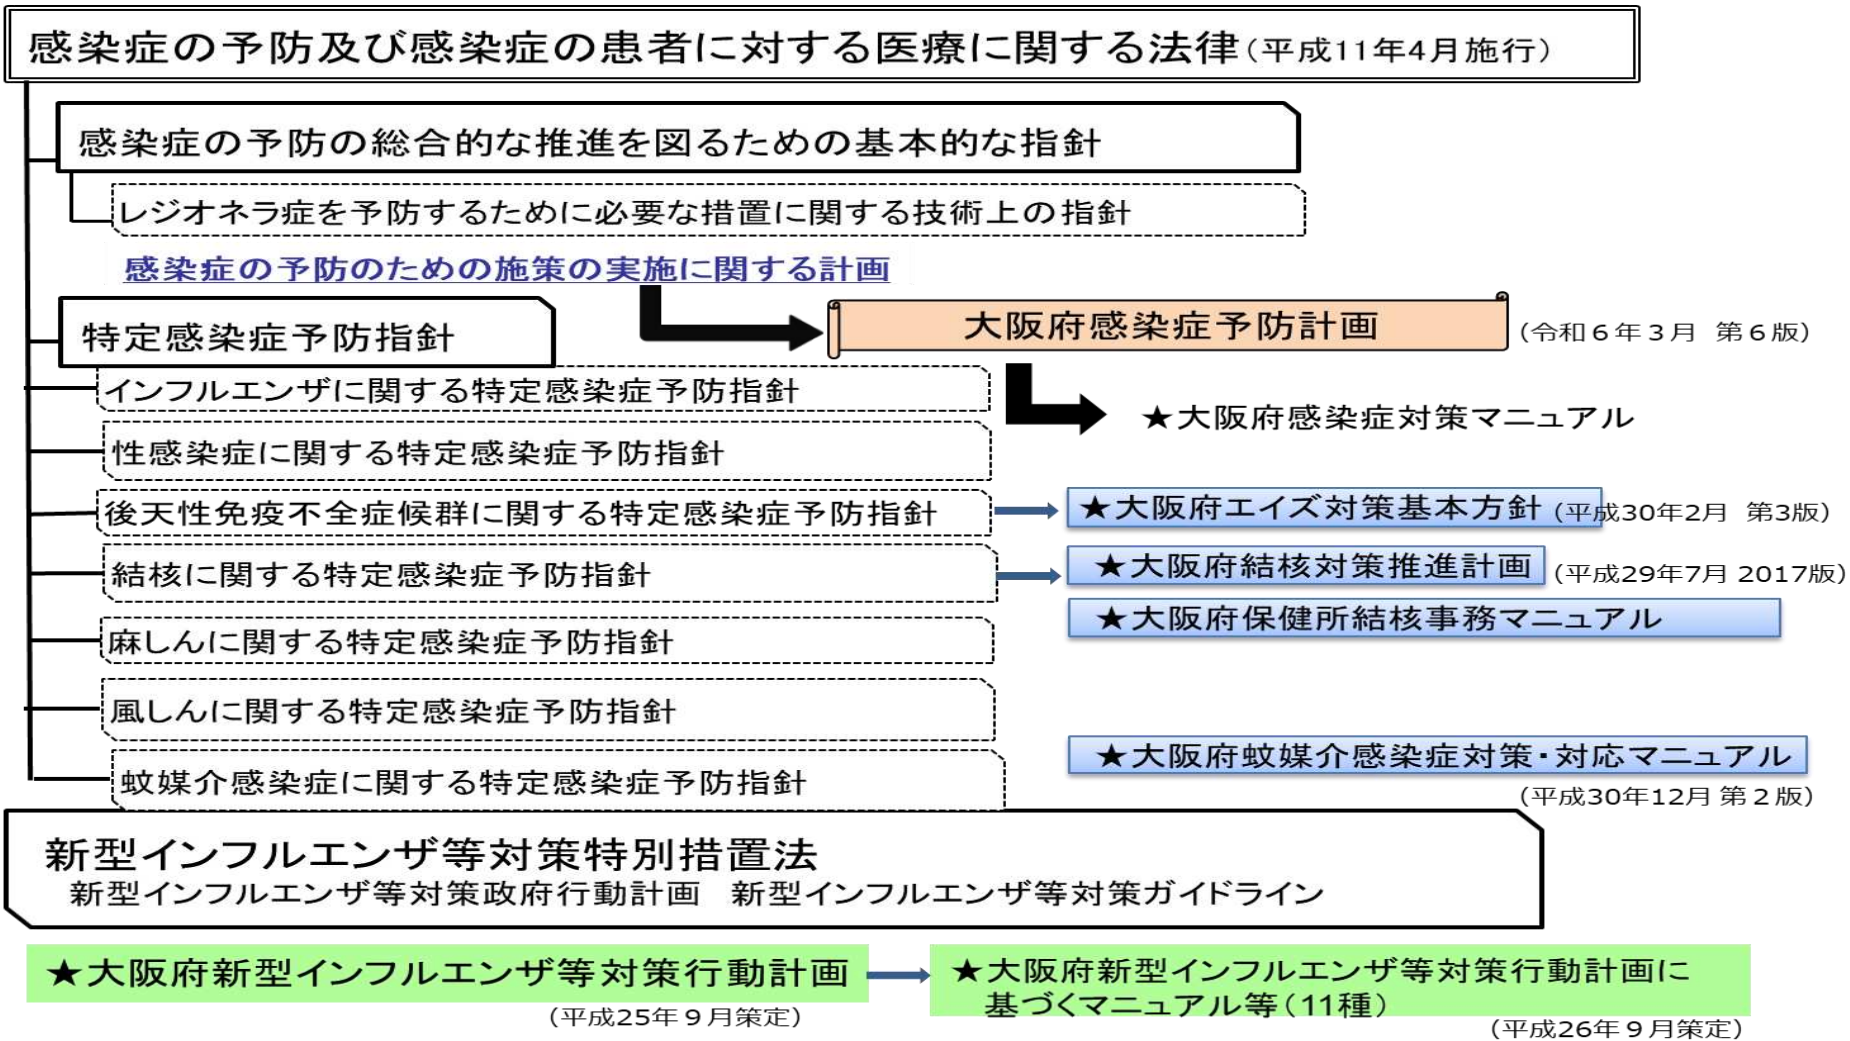 感染症の予防及び感染症の患者に対する医療に関する法律(平成11年4月施行)
感染症の予防の総合的な推進を図るための基本的な指針
レジオネラ症を予防するために必要な措置に関する技術上の指針
感染症の予防のための施策の実施に関する計画
大阪府感染症予防計画
(令和６年３月 第６版)
特定感染症予防指針
インフルエンザに関する特定感染症予防指針
★大阪府感染症対策マニュアル
性感染症に関する特定感染症予防指針
後天性免疫不全症候群に関する特定感染症予防指針
★大阪府エイズ対策基本方針 (平成30年2月 第3版)
結核に関する特定感染症予防指針
★大阪府結核対策推進計画 (平成29年7月 2017版)
★大阪府保健所結核事務マニュアル
麻しんに関する特定感染症予防指針
風しんに関する特定感染症予防指針
★大阪府蚊媒介感染症対策・対応マニュアル
(平成30年12月 第２版)
蚊媒介感染症に関する特定感染症予防指針
新型インフルエンザ等対策特別措置法
新型インフルエンザ等対策政府行動計画　新型インフルエンザ等対策ガイドライン
★大阪府新型インフルエンザ等対策行動計画
(平成25年９月策定)
★大阪府新型インフルエンザ等対策行動計画に
基づくマニュアル等(11種)
(平成26年９月策定)